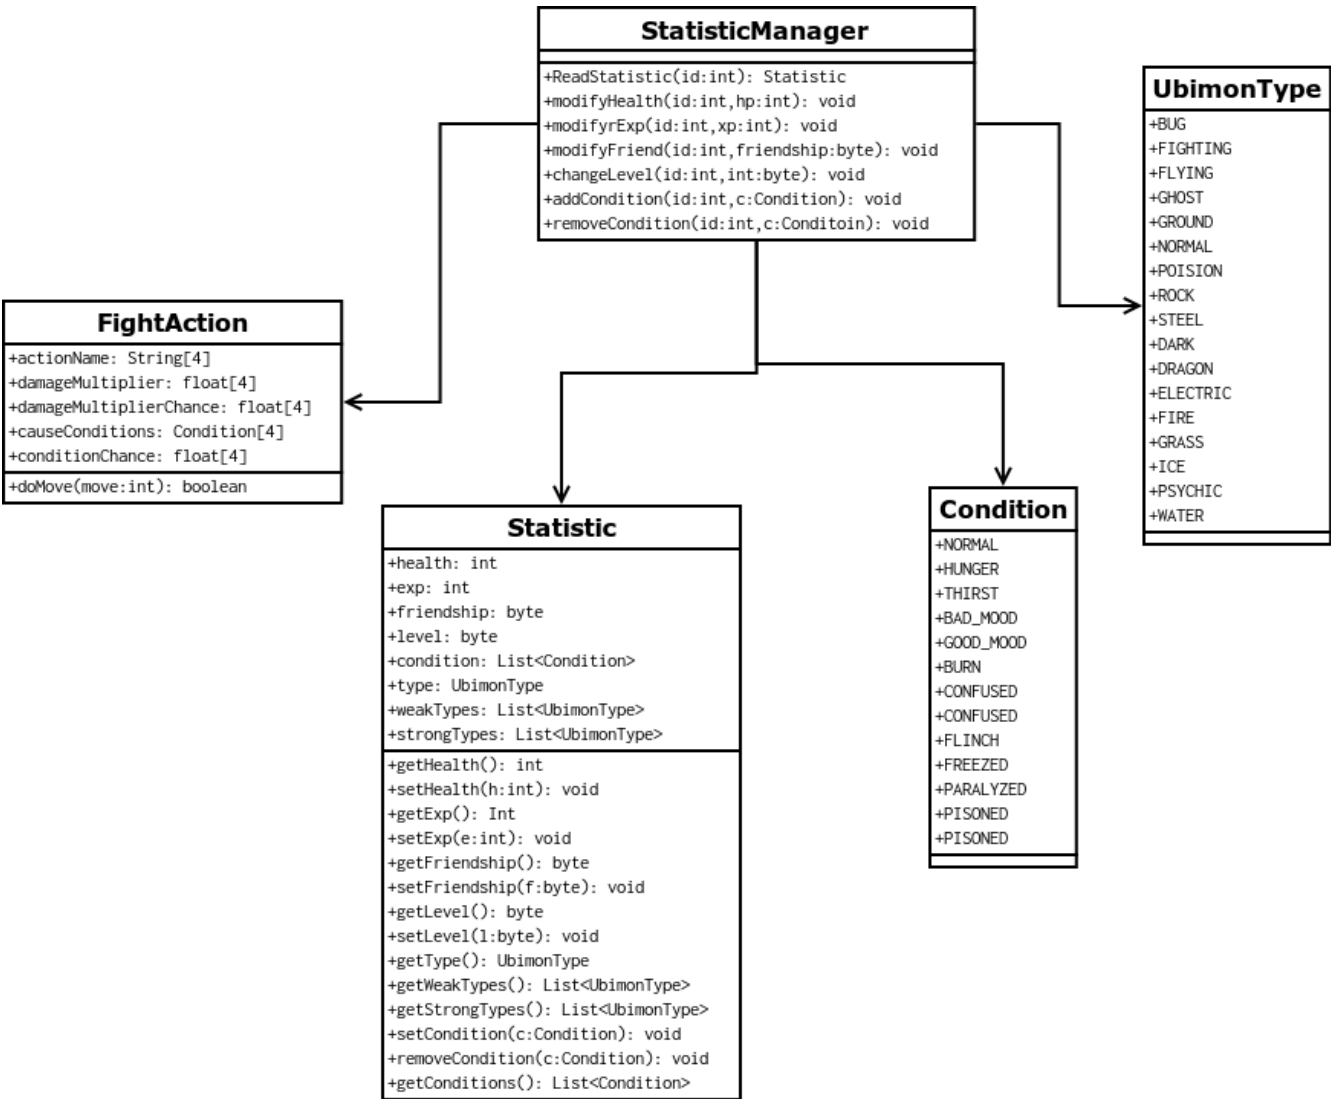 StatisticManager
+ReadStatistic(id:int): Statistic
+modifyHealth(id:int,hp:int): void
+modifyrExp(id:int,xp:int): void
+modifyFriend(id:int,friendship:byte): void
+changeLevel(id:int,int:byte): void
+addCondition(id:int,c:Condition): void
+removeCondition(id:int,c:Conditoin): void
UbimonType
+BUG
+FIGHTING
+FLYING
+GHOST
+GROUND
+NORMAL
+POISION
+ROCK
+STEEL
+DARK
+DRAGON
+ELECTRIC
+FIRE
+GRASS
+ICE
+PSYCHIC
+WATER
FightAction
+actionName: String[4]
+damageMultiplier: float[4]
+damageMultiplierChance: float[4]
+causeConditions: Condition[4]
+conditionChance: float[4]
+doMove(move:int): boolean
Statistic
+health: int
+exp: int
+friendship: byte
+level: byte
+condition: List<Condition>
+type: UbimonType
+weakTypes: List<UbimonType>
+strongTypes: List<UbimonType>
+getHealth(): int
+setHealth(h:int): void
+getExp(): Int
+setExp(e:int): void
+getFriendship(): byte
+setFriendship(f:byte): void
+getLevel(): byte
+setLevel(l:byte): void
+getType(): UbimonType
+getWeakTypes(): List<UbimonType>
+getStrongTypes(): List<UbimonType>
+setCondition(c:Condition): void
+removeCondition(c:Condition): void
+getConditions(): List<Condition>
Condition
+NORMAL
+HUNGER
+THIRST
+BAD_MOOD
+GOOD_MOOD
+BURN
+CONFUSED
+CONFUSED
+FLINCH
+FREEZED
+PARALYZED
+PISONED
+PISONED